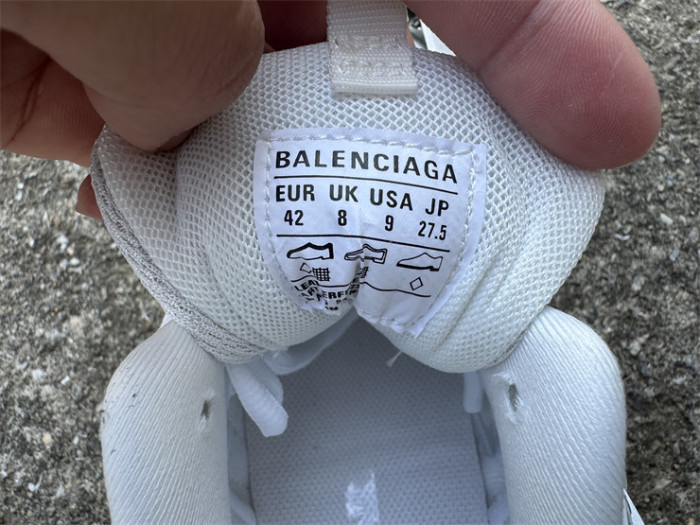 BALENCIAGA
EUR UK USA JP
42 8 9 27.5